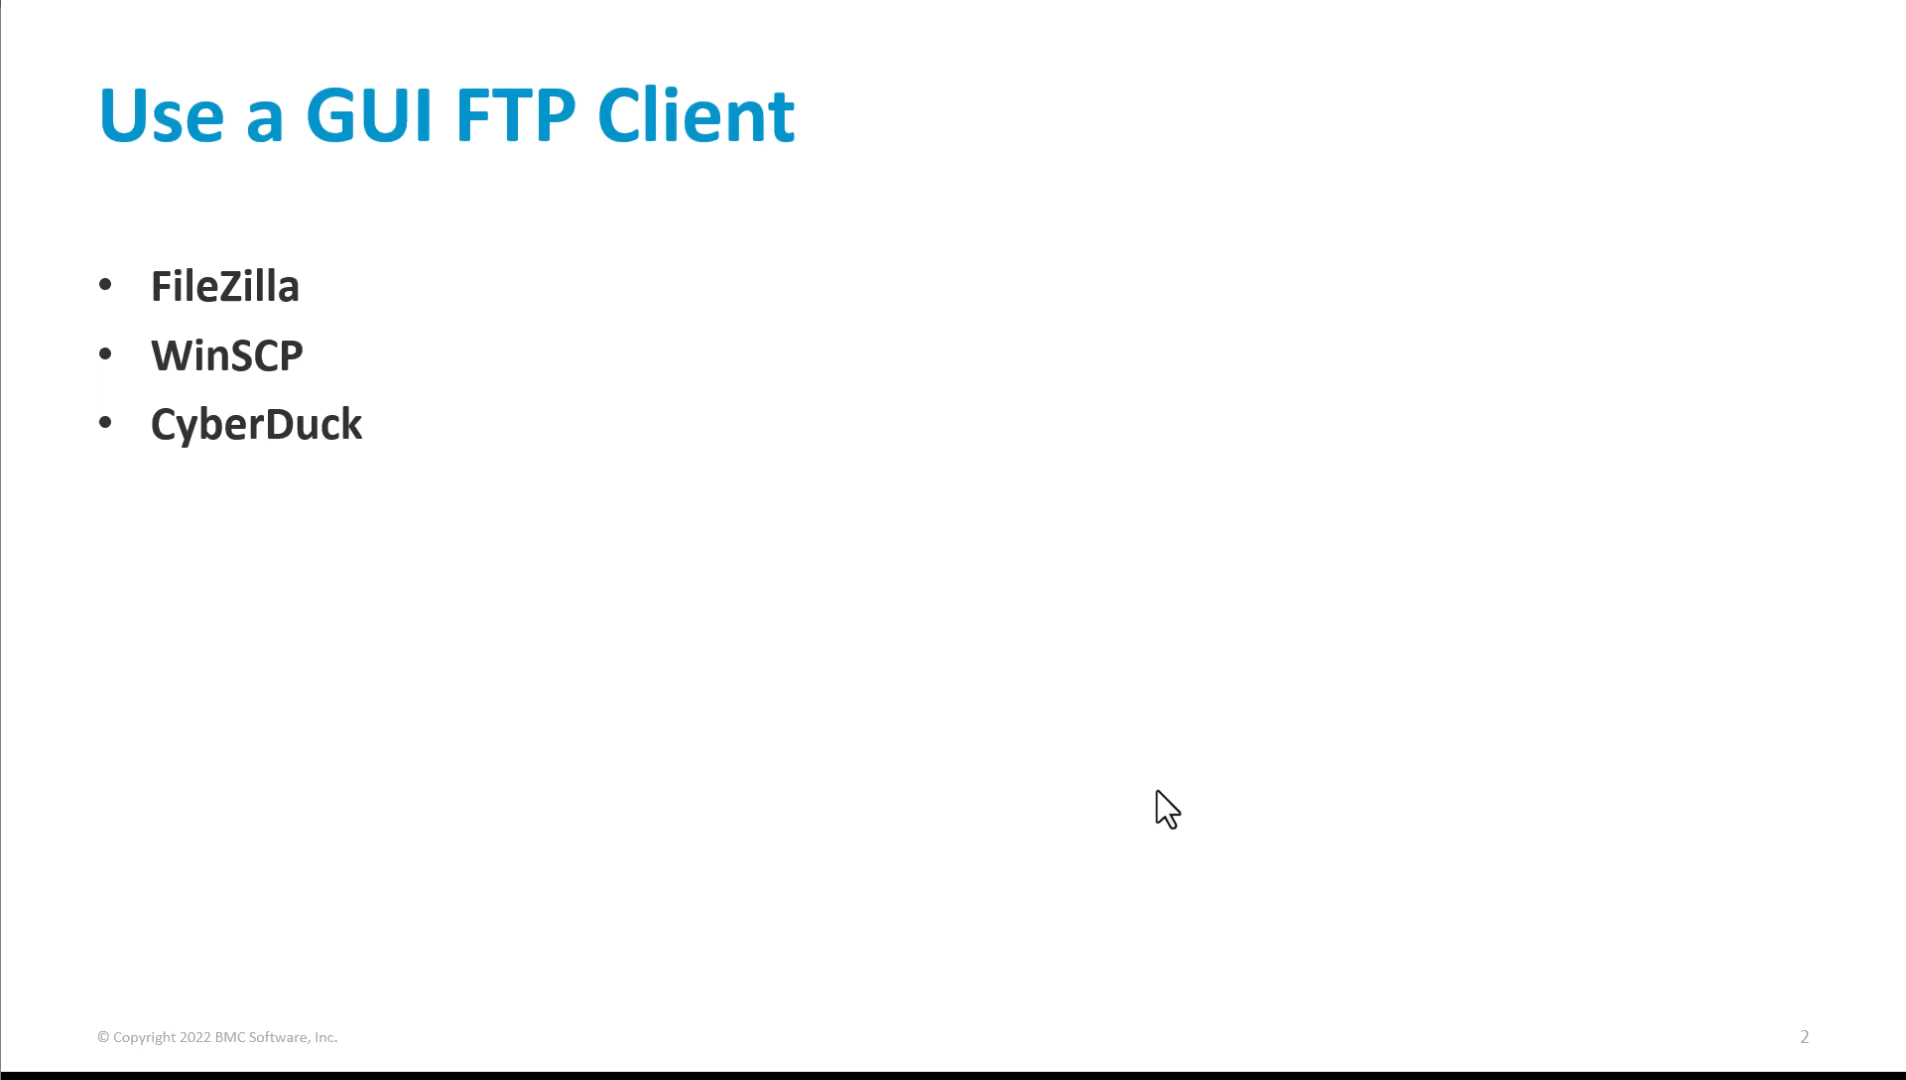 Use a GUI FTP Client
• FileZilla
• WinSCP
• CyberDuck
© Copyright 2022 BMC Software, Inc.
2